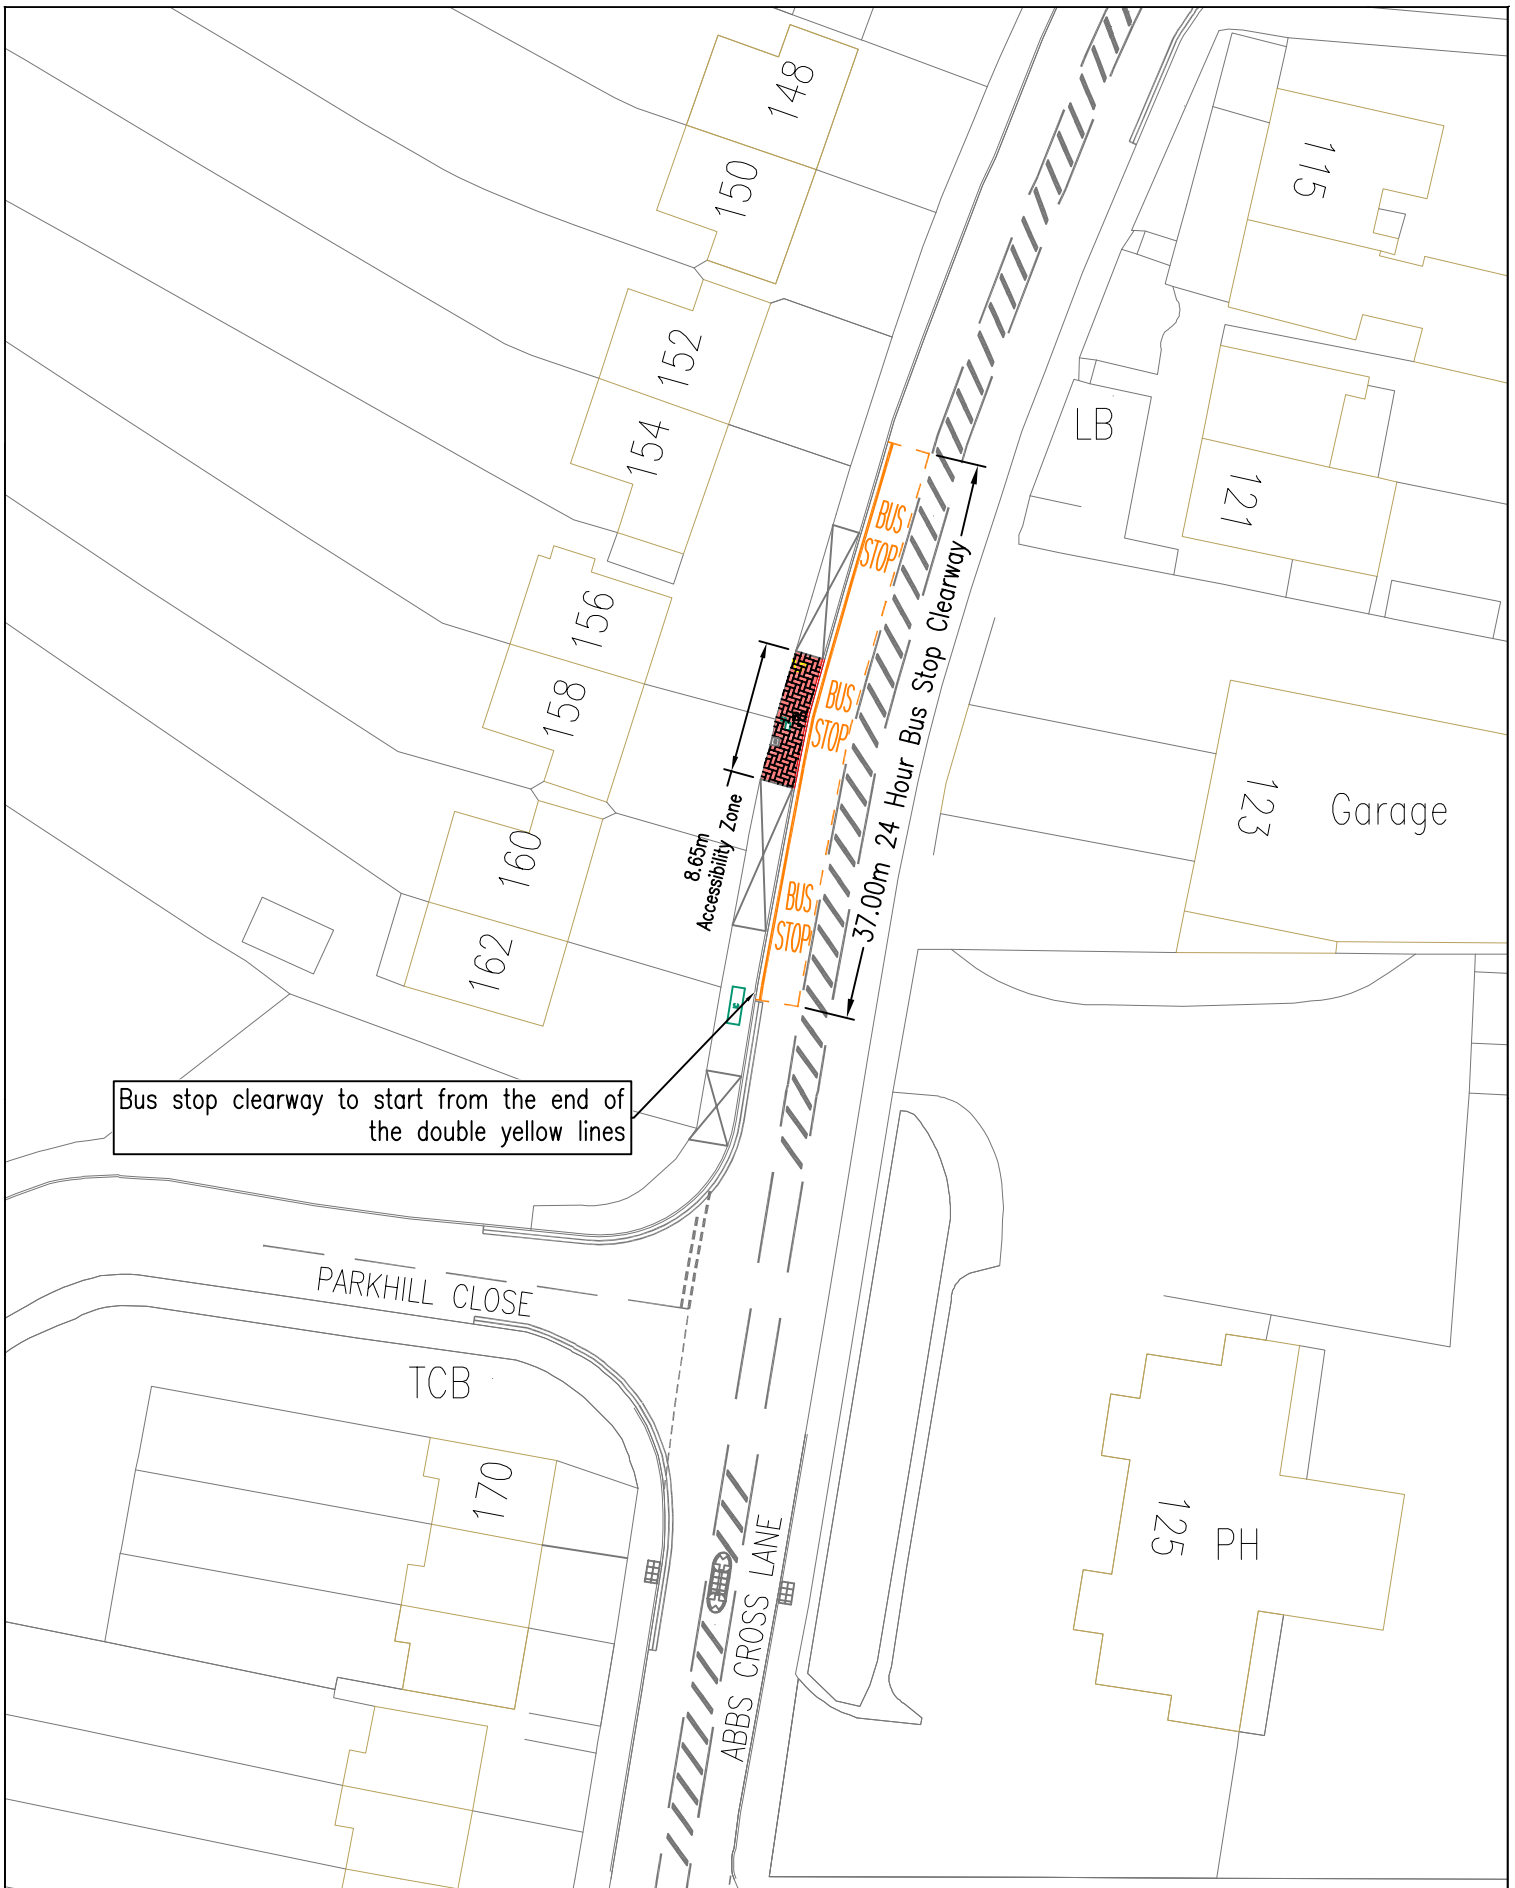 148
150
115
152
154
LB
121
BUS
STOP
156
158
BUS
STOP
37.00m 24 Hour Bus Stop Clearway
123
Garage
8.65m
Accessibility Zone
160
162
BUS
STOP
Bus stop clearway to start from the end of
the double yellow lines
PARKHILL CLOSE
TCB
170
125
PH
ABBS CROSS LANE